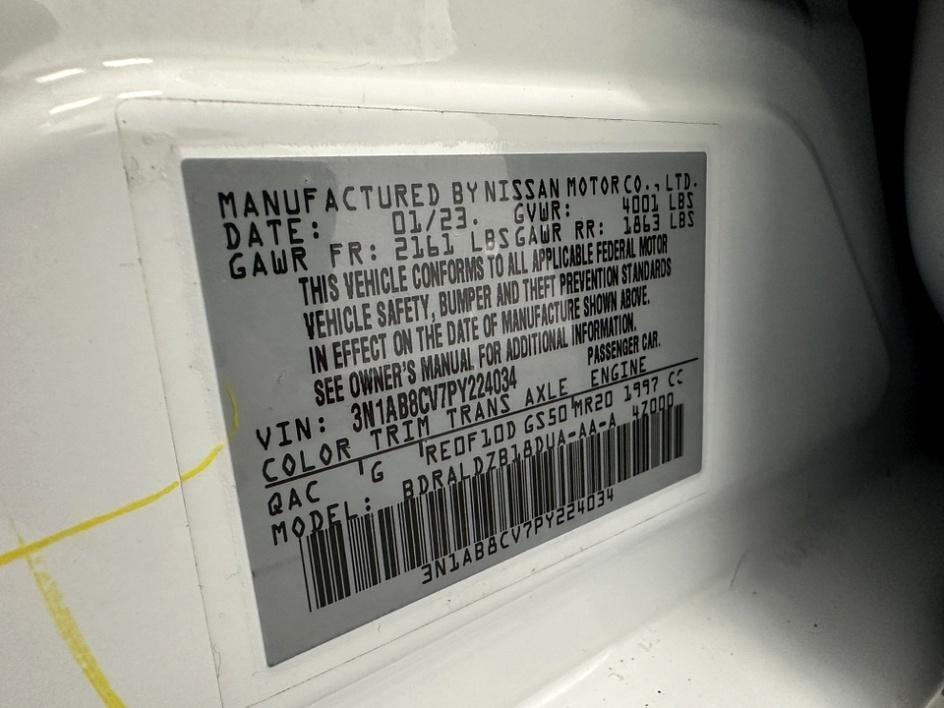 MANUFACTURED BY NISSAN MOTOR CO., LTD.
DATE: 01/23. GVWR: 4001 LBS
GAWR FR: 2161 LBS GAWR RR: 1863 LBS
THIS VEHICLE CONFORMS TO ALL APPLICABLE FEDERAL MOTOR
VEHICLE SAFETY, BUMPER AND THEFT PREVENTION STANDARDS
IN EFFECT ON THE DATE OF MANUFACTURE SHOWN ABOVE.
SEE OWNER'S MANUAL FOR ADDITIONAL INFORMATION.
VIN: 3N1AB8CV7PY224034 PASSENGER CAR.
COLOR TRIM TRANS AXLE ENGINE
QAC G RE0F10D GS50 MR20 1997 CC
MODEL: BDRALDZB18DUA-AA-A 47000
3N1AB8CV7PY224034